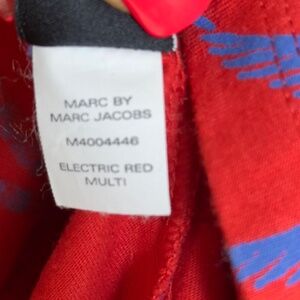 MARC BY
MARC JACOBS
M4004446
ELECTRIC RED
MULTI